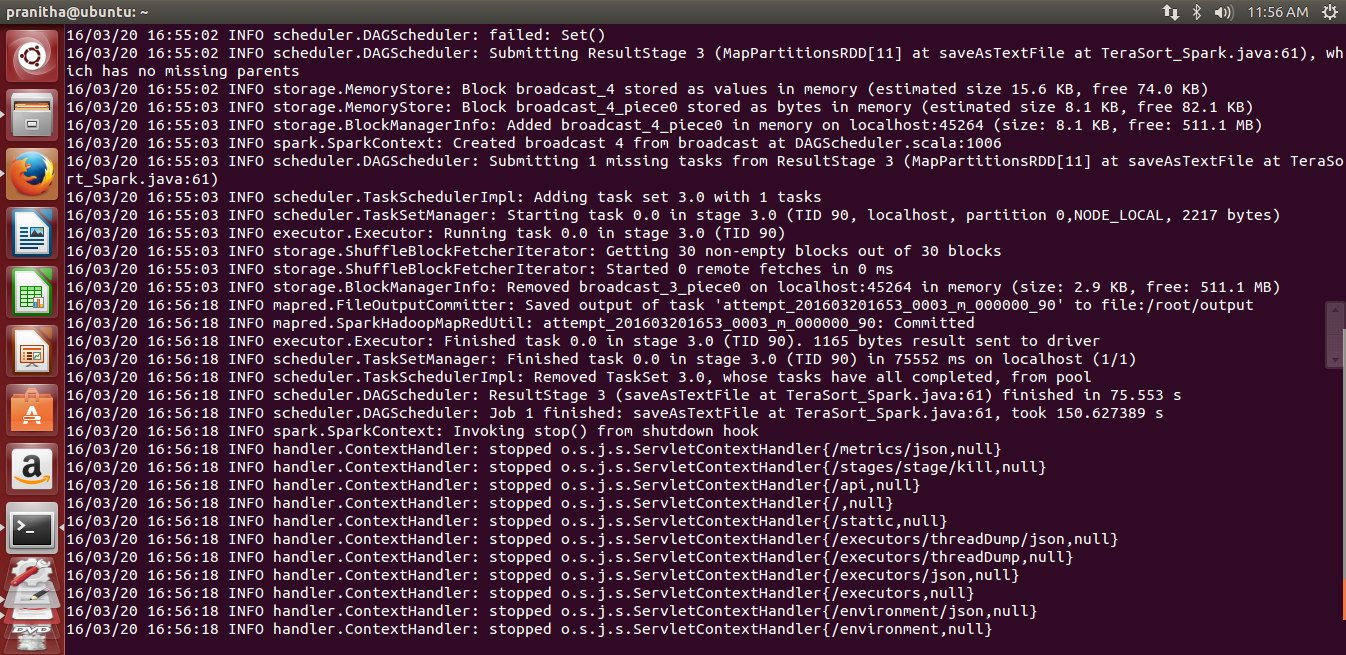 pranitha@ubuntu: ~
11:56 AM
16/03/20 16:55:02 INFO scheduler.DAGScheduler: failed: Set()
16/03/20 16:55:02 INFO scheduler.DAGScheduler: Submitting ResultStage 3 (MapPartitionsRDD[11] at saveAsTextFile at TeraSort_Spark.java:61), wh
ich has no missing parents
16/03/20 16:55:02 INFO storage.MemoryStore: Block broadcast_4 stored as values in memory (estimated size 15.6 KB, free 74.0 KB)
16/03/20 16:55:03 INFO storage.MemoryStore: Block broadcast_4_piece0 stored as bytes in memory (estimated size 8.1 KB, free 82.1 KB)
16/03/20 16:55:03 INFO storage.BlockManagerInfo: Added broadcast_4_piece0 in memory on localhost:45264 (size: 8.1 KB, free: 511.1 MB)
16/03/20 16:55:03 INFO spark.SparkContext: Created broadcast 4 from broadcast at DAGScheduler.scala:1006
16/03/20 16:55:03 INFO scheduler.DAGScheduler: Submitting 1 missing tasks from ResultStage 3 (MapPartitionsRDD[11] at saveAsTextFile at TeraSo
rt_Spark.java:61)
16/03/20 16:55:03 INFO scheduler.TaskSchedulerImpl: Adding task set 3.0 with 1 tasks
16/03/20 16:55:03 INFO scheduler.TaskSetManager: Starting task 0.0 in stage 3.0 (TID 90, localhost, partition 0,NODE_LOCAL, 2217 bytes)
16/03/20 16:55:03 INFO executor.Executor: Running task 0.0 in stage 3.0 (TID 90)
16/03/20 16:55:03 INFO storage.ShuffleBlockFetcherIterator: Getting 30 non-empty blocks out of 30 blocks
16/03/20 16:55:03 INFO storage.ShuffleBlockFetcherIterator: Started 0 remote fetches in 0 ms
16/03/20 16:55:03 INFO storage.BlockManagerInfo: Removed broadcast_3_piece0 on localhost:45264 in memory (size: 2.9 KB, free: 511.1 MB)
16/03/20 16:56:18 INFO mapred.FileOutputCommitter: Saved output of task 'attempt_201603201653_0003_m_000000_90' to file:/root/output
16/03/20 16:56:18 INFO mapred.SparkHadoopMapRedUtil: attempt_201603201653_0003_m_000000_90: Committed
16/03/20 16:56:18 INFO executor.Executor: Finished task 0.0 in stage 3.0 (TID 90). 1165 bytes result sent to driver
16/03/20 16:56:18 INFO scheduler.TaskSetManager: Finished task 0.0 in stage 3.0 (TID 90) in 75552 ms on localhost (1/1)
16/03/20 16:56:18 INFO scheduler.TaskSchedulerImpl: Removed TaskSet 3.0, whose tasks have all completed, from pool
16/03/20 16:56:18 INFO scheduler.DAGScheduler: ResultStage 3 (saveAsTextFile at TeraSort_Spark.java:61) finished in 75.553 s
16/03/20 16:56:18 INFO scheduler.DAGScheduler: Job 1 finished: saveAsTextFile at TeraSort_Spark.java:61, took 150.627389 s
16/03/20 16:56:18 INFO spark.SparkContext: Invoking stop() from shutdown hook
16/03/20 16:56:18 INFO handler.ContextHandler: stopped o.s.j.s.ServletContextHandler{/metrics/json,null}
16/03/20 16:56:18 INFO handler.ContextHandler: stopped o.s.j.s.ServletContextHandler{/stages/stage/kill,null}
16/03/20 16:56:18 INFO handler.ContextHandler: stopped o.s.j.s.ServletContextHandler{/api,null}
16/03/20 16:56:18 INFO handler.ContextHandler: stopped o.s.j.s.ServletContextHandler{/,null}
16/03/20 16:56:18 INFO handler.ContextHandler: stopped o.s.j.s.ServletContextHandler{/static,null}
16/03/20 16:56:18 INFO handler.ContextHandler: stopped o.s.j.s.ServletContextHandler{/executors/threadDump/json,null}
16/03/20 16:56:18 INFO handler.ContextHandler: stopped o.s.j.s.ServletContextHandler{/executors/threadDump,null}
16/03/20 16:56:18 INFO handler.ContextHandler: stopped o.s.j.s.ServletContextHandler{/executors/json,null}
16/03/20 16:56:18 INFO handler.ContextHandler: stopped o.s.j.s.ServletContextHandler{/executors,null}
16/03/20 16:56:18 INFO handler.ContextHandler: stopped o.s.j.s.ServletContextHandler{/environment/json,null}
16/03/20 16:56:18 INFO handler.ContextHandler: stopped o.s.j.s.ServletContextHandler{/environment,null}
a
DVD